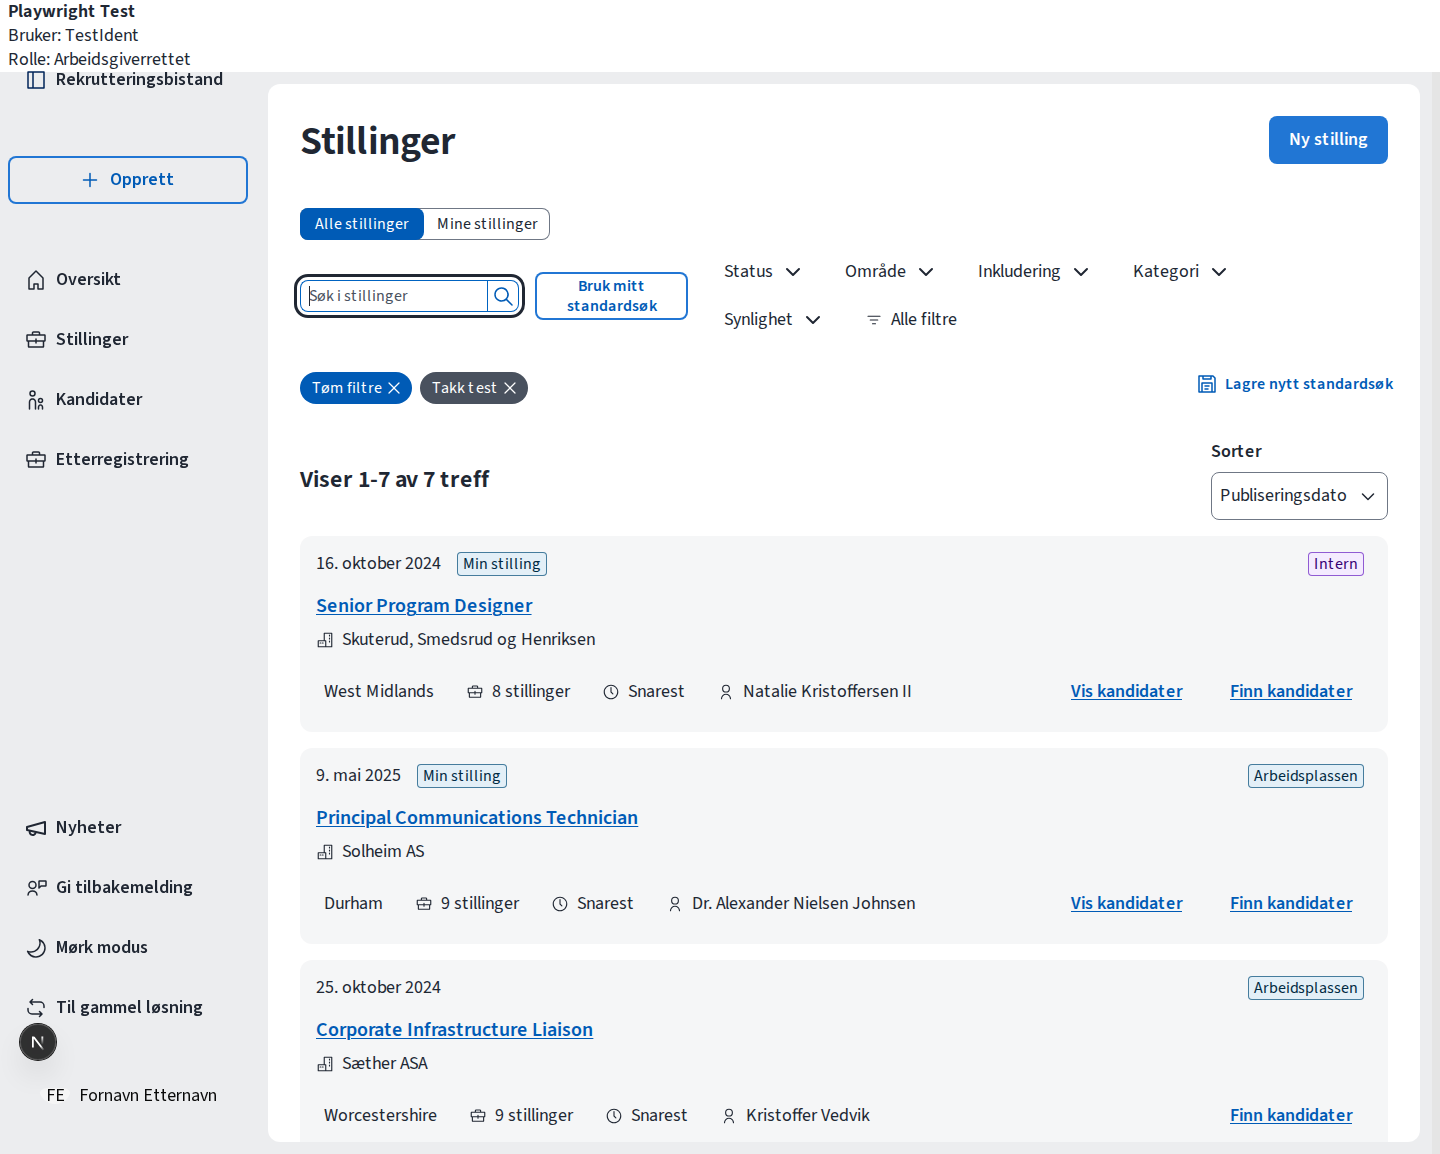 Playwright Test
Bruker: TestIdent
Rolle: Arbeidsgiverrettet
Rekrutteringsbistand
Opprett
Oversikt
Stillinger
Kandidater
Etterregistrering
Nyheter
Gi tilbakemelding
Mørk modus
Til gammel løsning
N
FE Fornavn Etternavn
Stillinger
Ny stilling
Alle stillinger Mine stillinger
Søk i stillinger
Bruk mitt
standardsøk
Status Område Inkludering Kategori
Synlighet Alle filtre
Tøm filtre Takk test
Lagre nytt standardsøk
Viser 1-7 av 7 treff
Sorter
Publiseringsdato
16. oktober 2024 Min stilling Intern
Senior Program Designer
Skuterud, Smedsrud og Henriksen
West Midlands 8 stillinger Snarest Natalie Kristoffersen II Vis kandidater Finn kandidater
9. mai 2025 Min stilling Arbeidsplassen
Principal Communications Technician
Solheim AS
Durham 9 stillinger Snarest Dr. Alexander Nielsen Johnsen Vis kandidater Finn kandidater
25. oktober 2024 Arbeidsplassen
Corporate Infrastructure Liaison
Sæther ASA
Worcestershire 9 stillinger Snarest Kristoffer Vedvik Finn kandidater